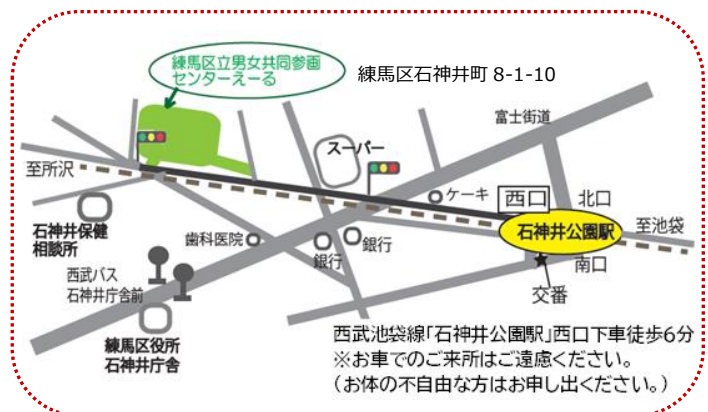 練馬区立男女共同参画
センターえーる
練馬区石神井町 8-1-10
富士街道
スーパー
至所沢
ケーキ
西口
北口
石神井保健
相談所
石神井公園駅
至池袋
歯科医院
銀行
銀行
南口
西武バス
石神井庁舎前
交番
練馬区役所
石神井庁舎
西武池袋線「石神井公園駅」西口下車徒歩6分
※お車でのご来所はご遠慮ください。
(お体の不自由な方はお申し出ください。)